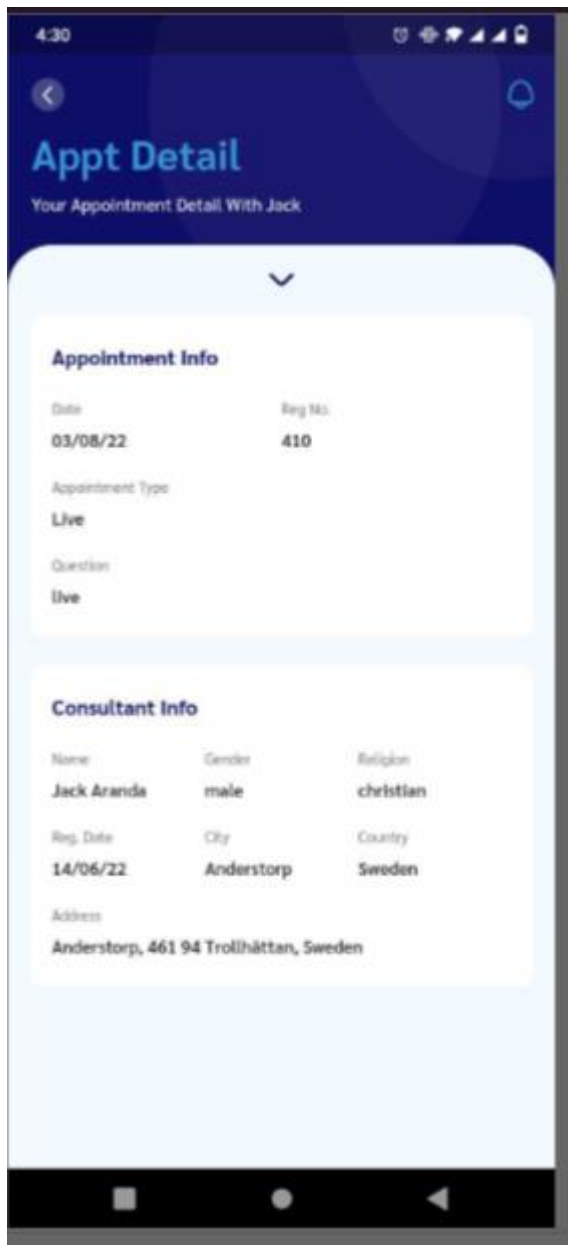 4:30
Appt Detail
Your Appointment Detail With Jack
Appointment Info
Date Reg No.
03/08/22 410
Appointment Type
Live
Question
live
Consultant Info
Name Gender Religion
Jack Aranda male christian
Reg. Date City Country
14/06/22 Anderstorp Sweden
Address
Anderstorp, 461 94 Trollhättan, Sweden